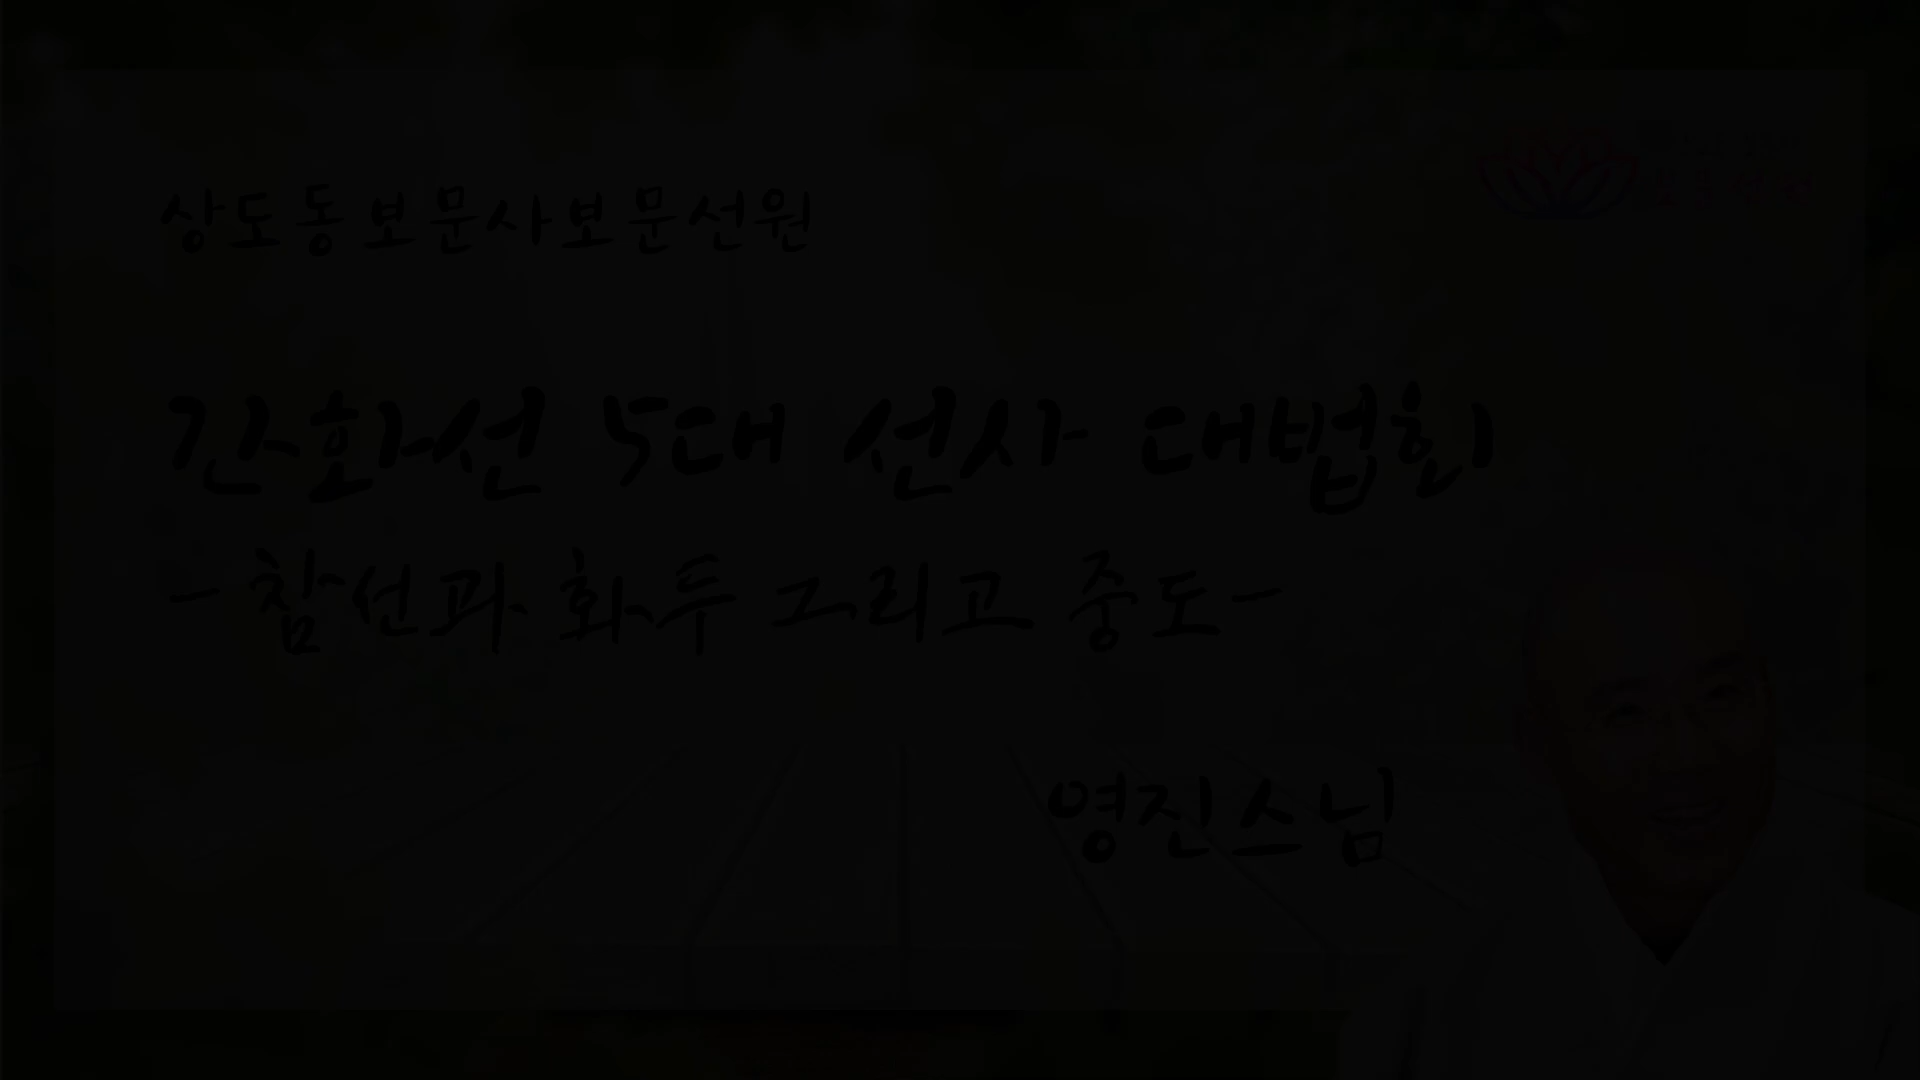 상도동보문사보문선원
간화선 5대 선사 대법회
-참선과 화두 그리고 중도-
영진스님